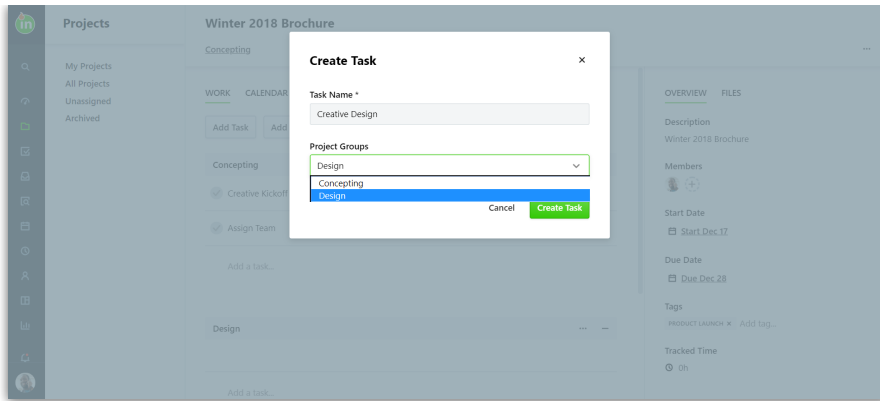 in
Projects
My Projects
All Projects
Unassigned
Archived
Winter 2018 Brochure
Concepting
WORK CALENDAR
Add Task Add
Concepting
Creative Kickoff
Assign Team
Add a task...
Design
Add a task...
Create Task
Task Name *
Creative Design
Project Groups
Design
Concepting
Design
Cancel Create Task
OVERVIEW FILES
Description
Winter 2018 Brochure
Members
Start Date
Start Dec 17
Due Date
Due Dec 28
Tags
PRODUCT LAUNCH × Add tag...
Tracked Time
0h